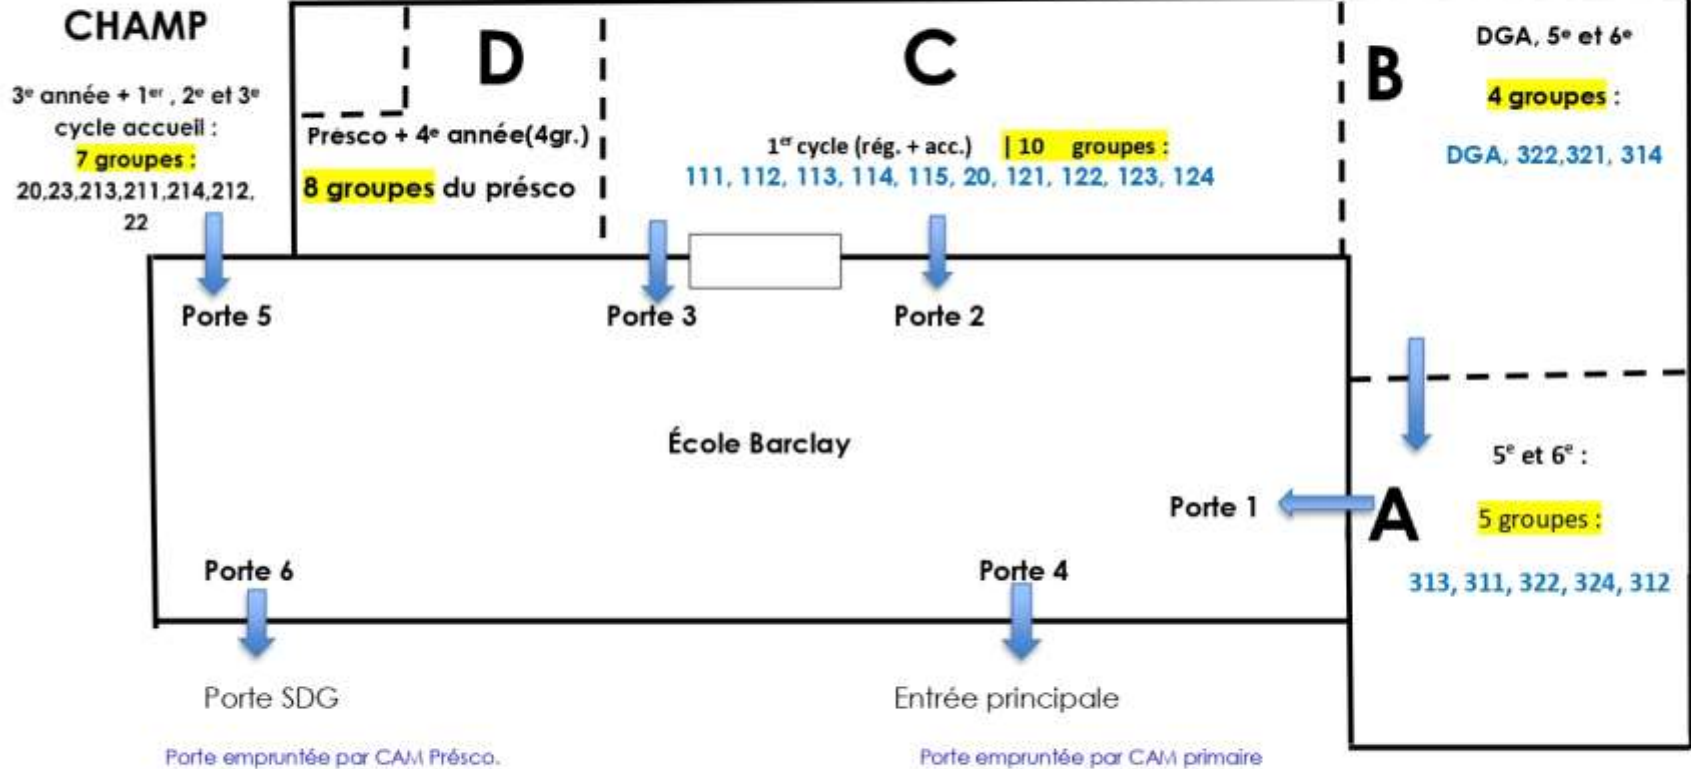 CHAMP
3e année + 1er , 2e et 3e
cycle accueil :
7 groupes :
20,23,213,211,214,212,
22
D
Présco + 4e année(4gr.)
8 groupes du présco
C
1er cycle (rég. + acc.) | 10 groupes :
111, 112, 113, 114, 115, 20, 121, 122, 123, 124
B
DGA, 5e et 6e
4 groupes :
DGA, 322,321, 314
Porte 5
Porte 3
Porte 2
École Barclay
Porte 1
A
5e et 6e :
5 groupes :
313, 311, 322, 324, 312
Porte 6
Porte 4
Porte SDG
Entrée principale
Porte empruntée par CAM Présco.
Porte empruntée par CAM primaire